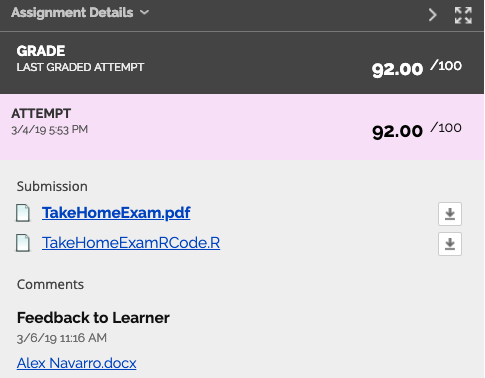 Assignment Details
GRADE
LAST GRADED ATTEMPT
92.00 /100
ATTEMPT
3/4/19 5:53 PM
92.00 /100
Submission
TakeHomeExam.pdf
TakeHomeExamRCode.R
Comments
Feedback to Learner
3/6/19 11:16 AM
Alex Navarro.docx